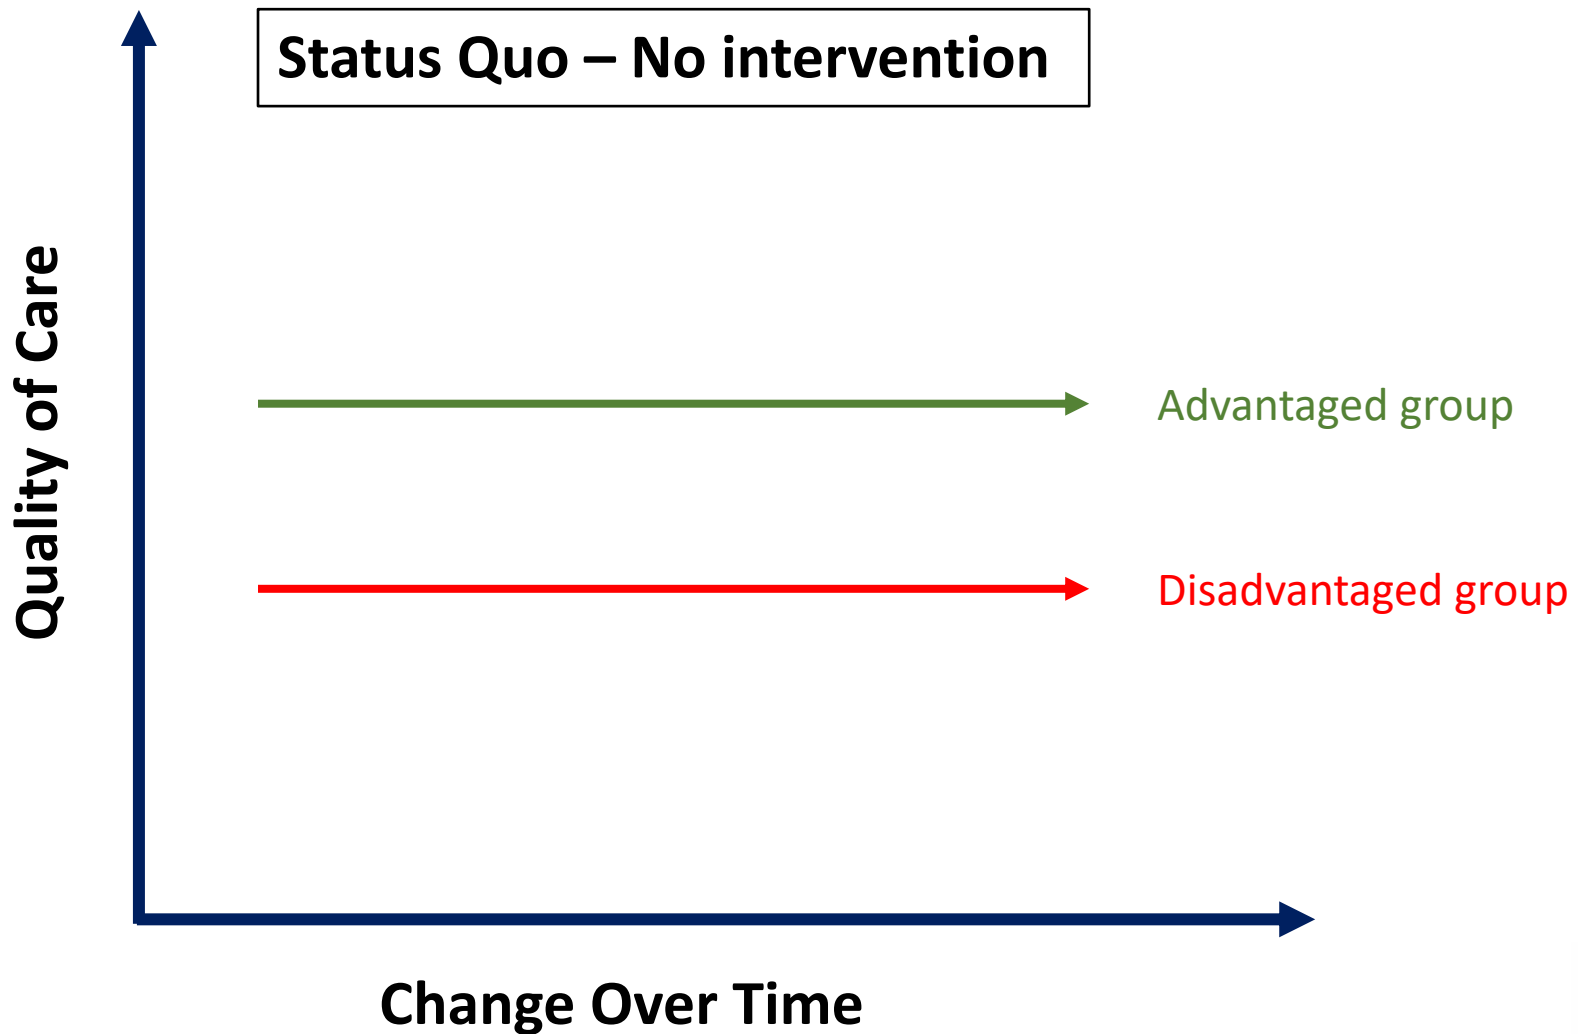 Status Quo – No intervention
Quality of Care
Advantaged group
Disadvantaged group
Change Over Time